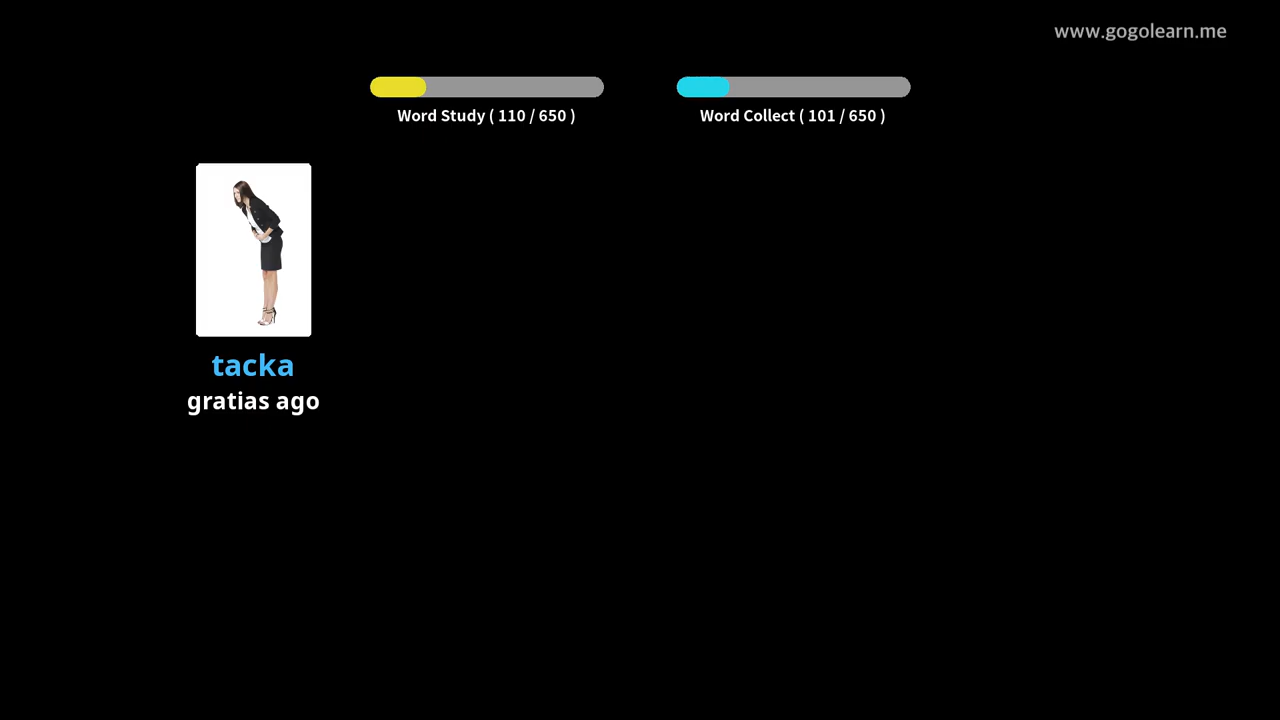 www.gogolearn.me
Word Study ( 110 / 650 )
Word Collect ( 101 / 650 )
tacka
gratias ago